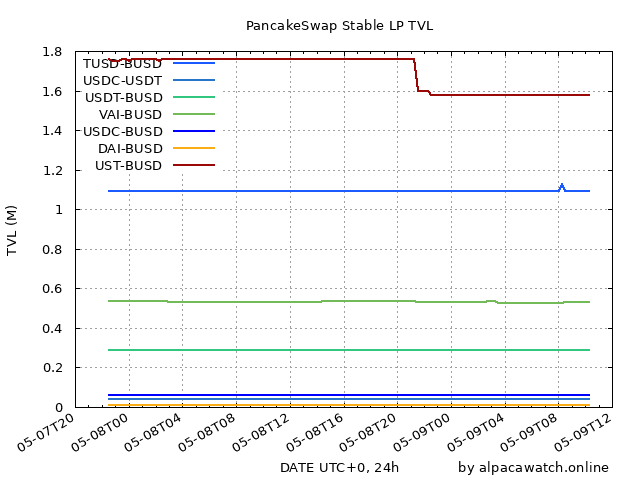 PancakeSwap Stable LP TVL
TVL (M)
1.8
1.6
1.4
1.2
1
0.8
0.6
0.4
0.2
0
TUSD-BUSD
USDC-USDT
USDT-BUSD
VAI-BUSD
USDC-BUSD
DAI-BUSD
UST-BUSD
05-07T20
05-08T00
05-08T04
05-08T08
05-08T12
05-08T16
05-08T20
05-09T00
05-09T04
05-09T08
05-09T12
DATE UTC+0, 24h by alpacawatch.online